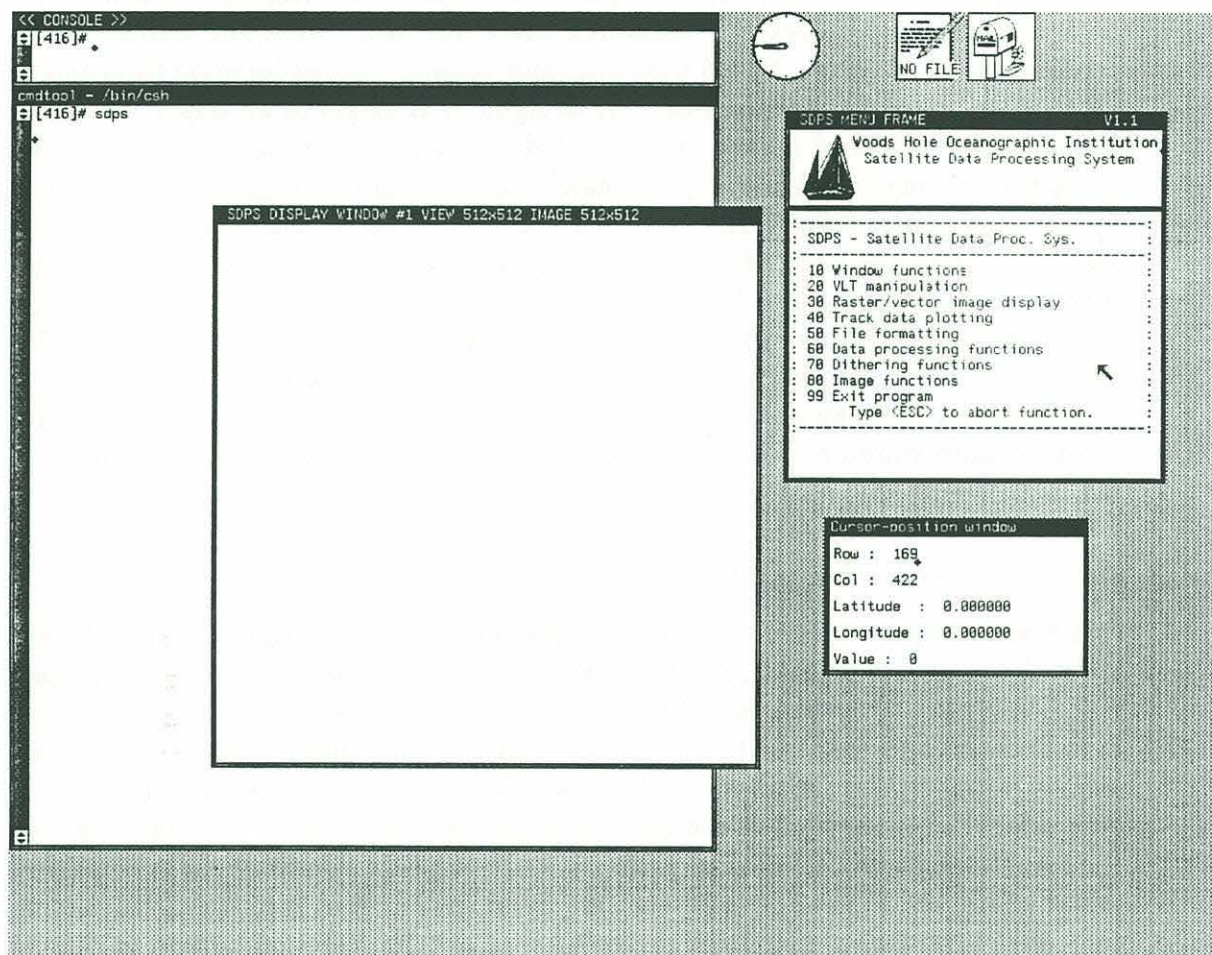 << CONSOLE >>
[416]#
cmdtool - /bin/csh
[416]# sdps
SDPS DISPLAY WINDOW #1 VIEW 512x512 IMAGE 512x512
NO FILE
MAIL
SDPS MENU FRAME V1.1
Woods Hole Oceanographic Institution
Satellite Data Processing System
:---------------------------------------------:
: SDPS - Satellite Data Proc. Sys. :
:---------------------------------------------:
: 10 Window functions :
: 20 VLT manipulation :
: 30 Raster/vector image display :
: 40 Track data plotting :
: 50 File formatting :
: 60 Data processing functions :
: 70 Dithering functions :
: 80 Image functions :
: 99 Exit program :
: Type <ESC> to abort function. :
:---------------------------------------------:
Cursor-position window
Row : 169
Col : 422
Latitude : 0.000000
Longitude : 0.000000
Value : 0